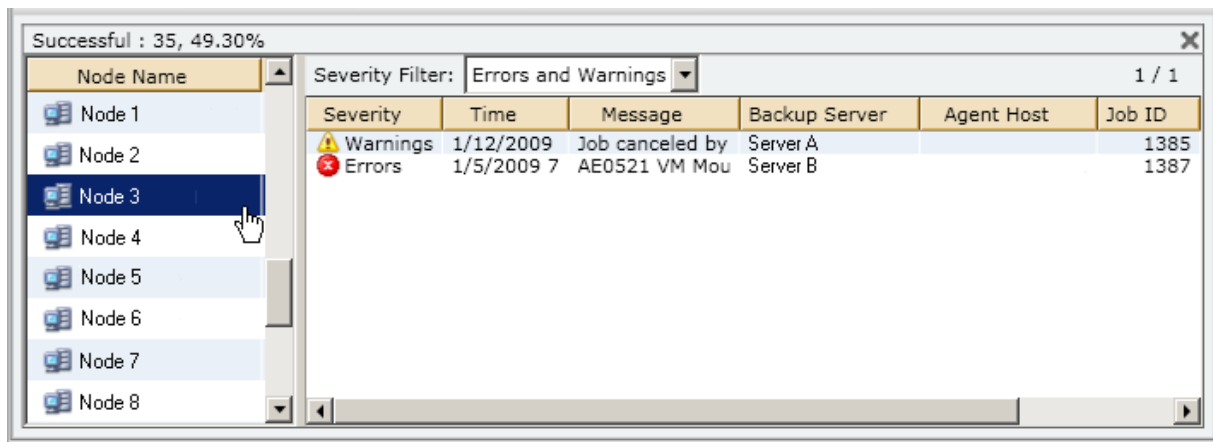 Successful : 35, 49.30%
Node Name
Node 1
Node 2
Node 3
Node 4
Node 5
Node 6
Node 7
Node 8
Severity Filter: Errors and Warnings 1 / 1
Severity Time Message Backup Server Agent Host Job ID
Warnings 1/12/2009 Job canceled by Server A 1385
Errors 1/5/2009 7 AE0521 VM Mou Server B 1387